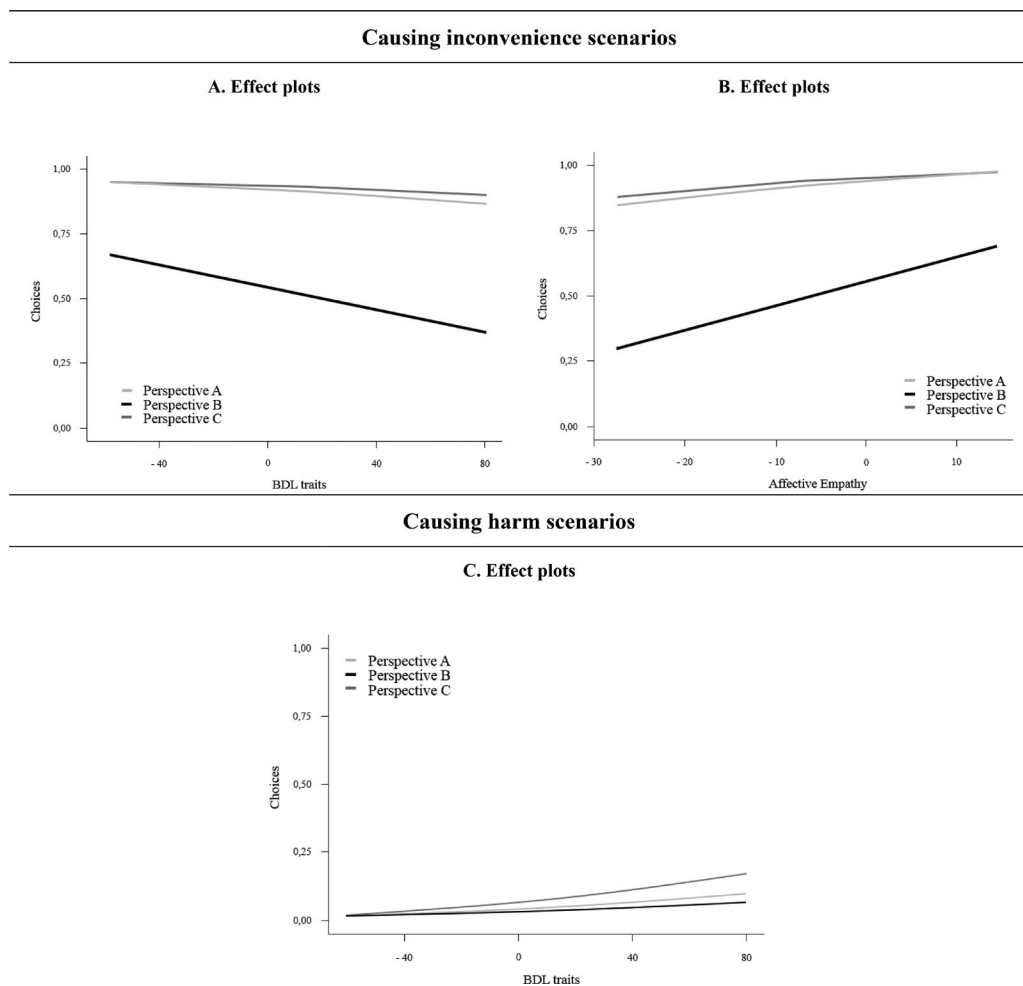 Causing inconvenience scenarios
A. Effect plots
B. Effect plots
1,00
0,75
0,50
0,25
0,00
Choices
Perspective A
Perspective B
Perspective C
- 40
0
40
80
BDL traits
1,00
0,75
0,50
0,25
0,00
Choices
Perspective A
Perspective B
Perspective C
- 30
- 20
- 10
0
10
Affective Empathy
Causing harm scenarios
C. Effect plots
1,00
0,75
0,50
0,25
0,00
Choices
Perspective A
Perspective B
Perspective C
- 40
0
40
80
BDL traits